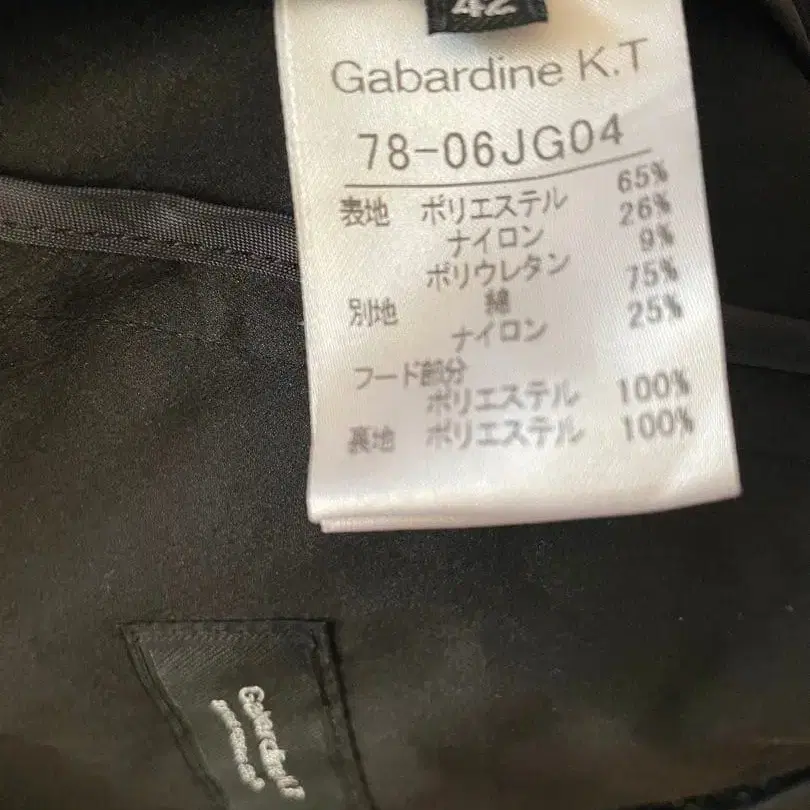 Gabardine K.T
78-06JG04
表地 ポリエステル 65%
ナイロン 26%
ポリウレタン 9%
別地 綿 75%
ナイロン 25%
フード部分
ポリエステル 100%
裏地 ポリエステル 100%